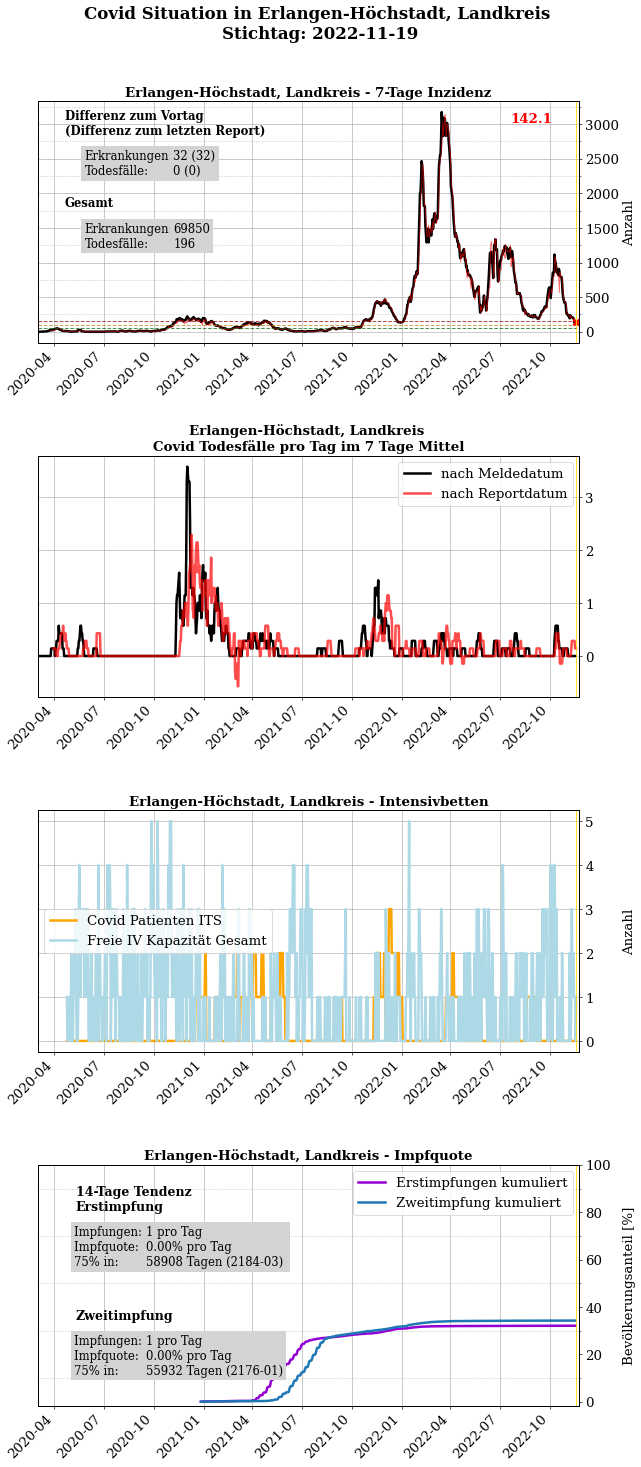 Covid Situation in Erlangen-Höchstadt, Landkreis
Stichtag: 2022-11-19
Erlangen-Höchstadt, Landkreis - 7-Tage Inzidenz
Differenz zum Vortag
(Differenz zum letzten Report)
Erkrankungen 32 (32)
Todesfälle: 0 (0)
Gesamt
Erkrankungen 69850
Todesfälle: 196
142.1
3000
2500
2000
1500
1000
500
0
Anzahl
2020-04 2020-07 2020-10 2021-01 2021-04 2021-07 2021-10 2022-01 2022-04 2022-07 2022-10
Erlangen-Höchstadt, Landkreis
Covid Todesfälle pro Tag im 7 Tage Mittel
nach Meldedatum
nach Reportdatum
3
2
1
0
2020-04 2020-07 2020-10 2021-01 2021-04 2021-07 2021-10 2022-01 2022-04 2022-07 2022-10
Erlangen-Höchstadt, Landkreis - Intensivbetten
Covid Patienten ITS
Freie IV Kapazität Gesamt
5
4
3
2
1
0
Anzahl
2020-04 2020-07 2020-10 2021-01 2021-04 2021-07 2021-10 2022-01 2022-04 2022-07 2022-10
Erlangen-Höchstadt, Landkreis - Impfquote
14-Tage Tendenz
Erstimpfung
Impfungen: 1 pro Tag
Impfquote: 0.00% pro Tag
75% in: 58908 Tagen (2184-03)
Zweitimpfung
Impfungen: 1 pro Tag
Impfquote: 0.00% pro Tag
75% in: 55932 Tagen (2176-01)
Erstimpfungen kumuliert
Zweitimpfung kumuliert
100
80
60
40
20
0
Bevölkerungsanteil [%]
2020-04 2020-07 2020-10 2021-01 2021-04 2021-07 2021-10 2022-01 2022-04 2022-07 2022-10